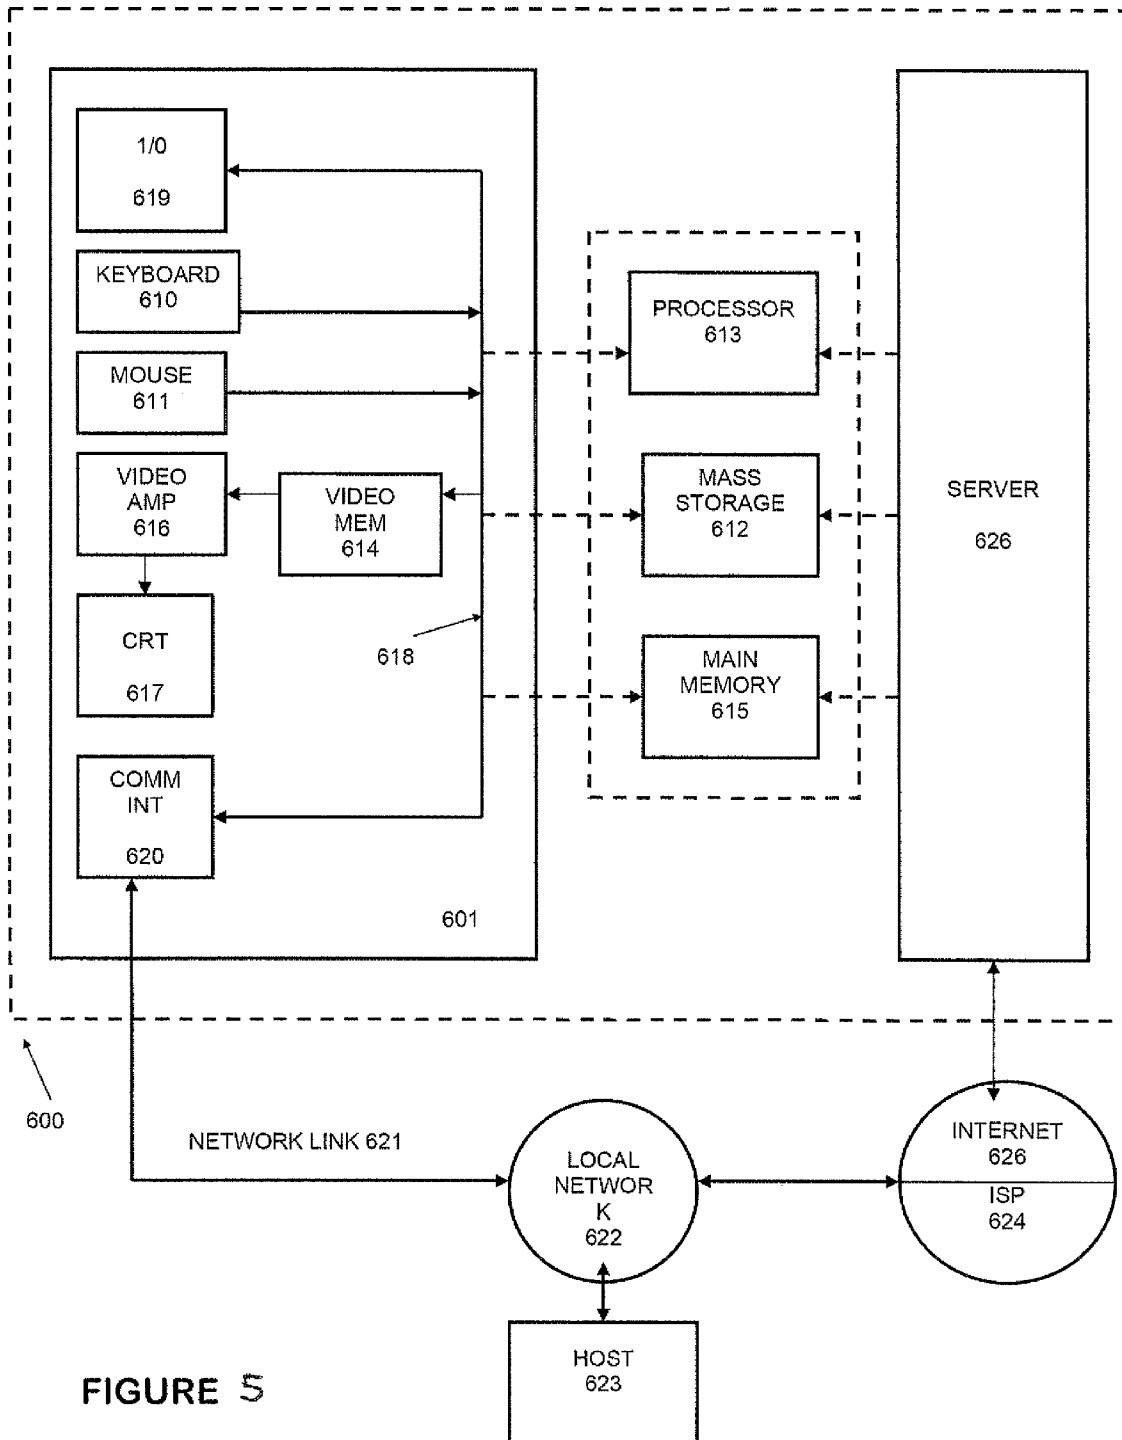 1/0
619
KEYBOARD
610
MOUSE
611
VIDEO
AMP
616
VIDEO
MEM
614
CRT
617
618
COMM
INT
620
601
PROCESSOR
613
MASS
STORAGE
612
MAIN
MEMORY
615
SERVER
626
600
NETWORK LINK 621
LOCAL
NETWOR
K
622
INTERNET
626
ISP
624
HOST
623
FIGURE 5